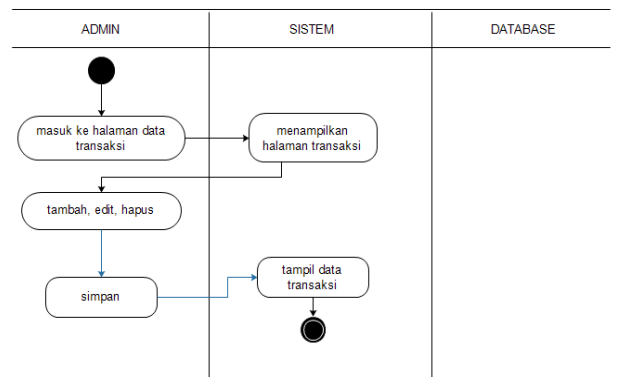 ADMIN
SISTEM
DATABASE
masuk ke halaman data
transaksi
menampilkan
halaman transaksi
tambah, edit, hapus
simpan
tampil data
transaksi